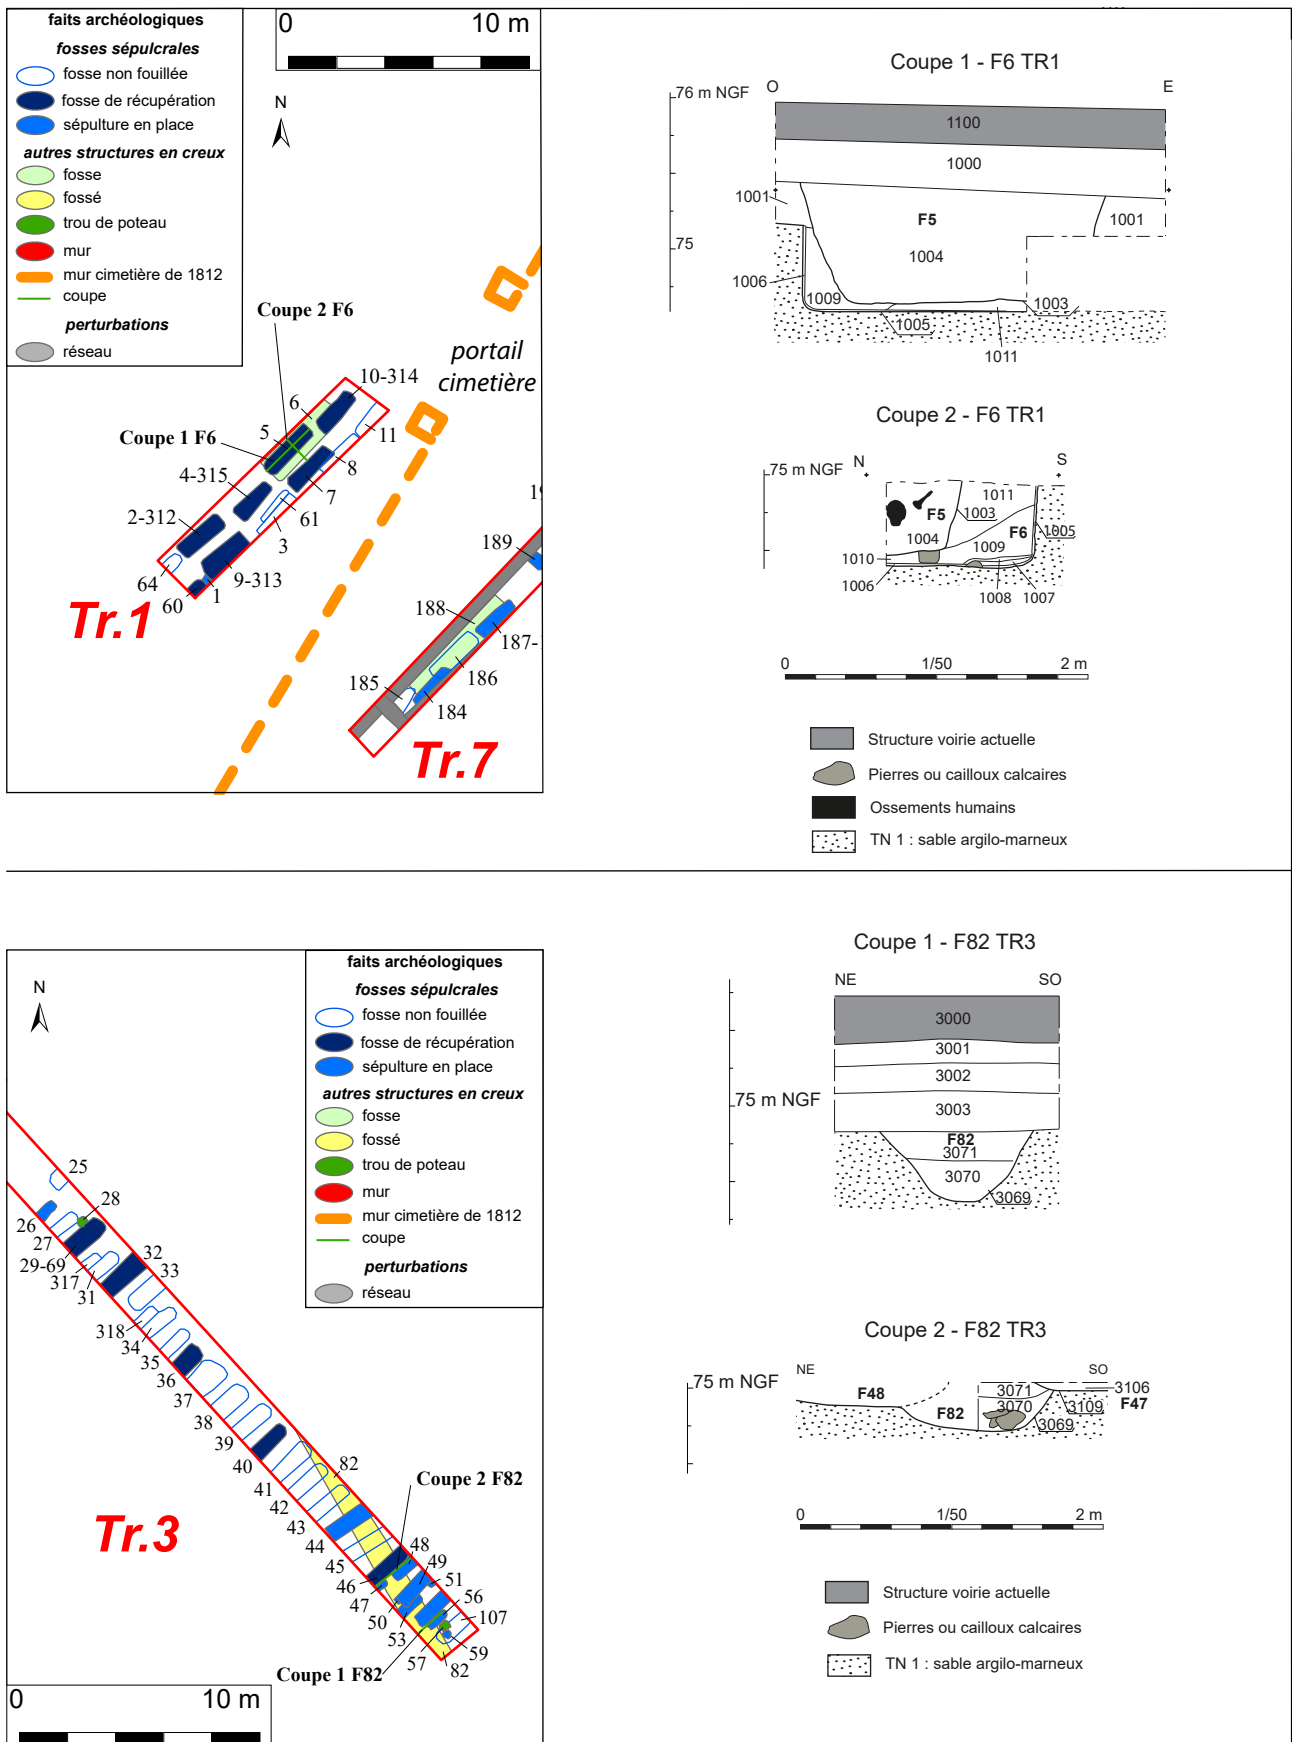 faits archéologiques
fosses sépulcrales
fosse non fouillée
fosse de récupération
sépulture en place
autres structures en creux
fosse
fossé
trou de poteau
mur
mur cimetière de 1812
coupe
perturbations
réseau
0 10 m
N
Coupe 2 F6
portail
cimetière
10-314
6
5
11
Coupe 1 F6
8
4-315
7
61
2-312
3
64
9-313
1
60
Tr.1
189
188
187-
186
185
184
Tr.7
Coupe 1 - F6 TR1
O E
76 m NGF
1100
1000
1001
F5
1001
75
1004
1006
1009
1003
1005
1011
Coupe 2 - F6 TR1
75 m NGF
N S
1011
F5
1003
F6
1004
1005
1009
1010
1006
1008
1007
0 1/50 2 m
Structure voirie actuelle
Pierres ou cailloux calcaires
Ossements humains
TN 1 : sable argilo-marneux
faits archéologiques
fosses sépulcrales
fosse non fouillée
fosse de récupération
sépulture en place
autres structures en creux
fosse
fossé
trou de poteau
mur
mur cimetière de 1812
coupe
perturbations
réseau
N
25
28
26
27
29-69
32
33
317
31
318
34
35
36
37
38
39
40
82
41
Coupe 2 F82
42
43
44
48
45
49
46
51
47
56
50
107
53
59
57
82
Coupe 1 F82
Tr.3
0 10 m
Coupe 1 - F82 TR3
NE SO
3000
3001
3002
75 m NGF
3003
F82
3071
3070
3069
Coupe 2 - F82 TR3
NE SO
75 m NGF
F48
3071
3106
F82
3070
3109
F47
3069
0 1/50 2 m
Structure voirie actuelle
Pierres ou cailloux calcaires
TN 1 : sable argilo-marneux